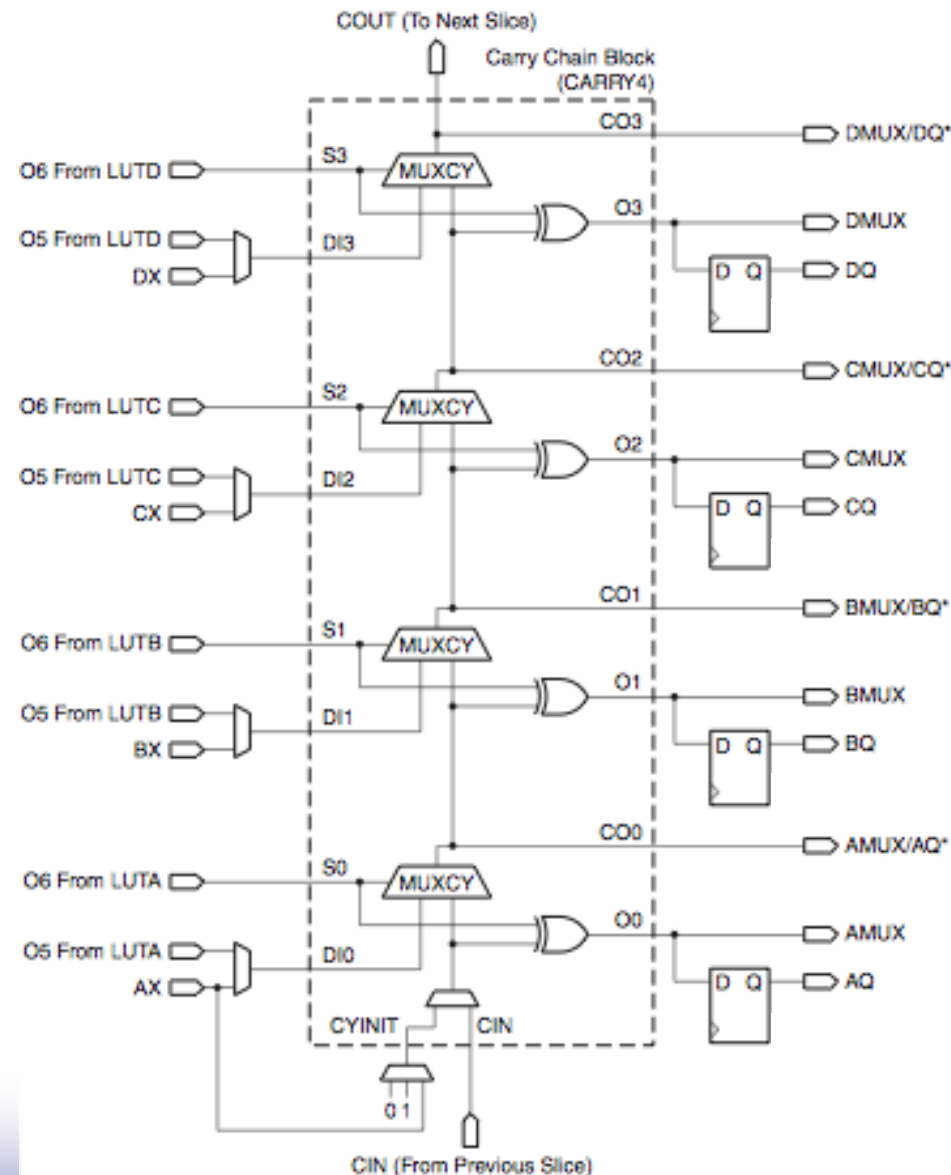 COUT (To Next Slice)
Carry Chain Block
(CARRY4)
CO3
DMUX/DQ*
S3
O6 From LUTD
MUXCY
O3
DMUX
O5 From LUTD
DI3
D Q
DQ
DX
CO2
CMUX/CQ*
S2
O6 From LUTC
MUXCY
O2
CMUX
O5 From LUTC
DI2
D Q
CQ
CX
CO1
BMUX/BQ*
S1
O6 From LUTB
MUXCY
O1
BMUX
O5 From LUTB
DI1
D Q
BQ
BX
CO0
AMUX/AQ*
S0
O6 From LUTA
MUXCY
O0
AMUX
O5 From LUTA
DI0
D Q
AQ
AX
CYINIT
CIN
0 1
CIN (From Previous Slice)